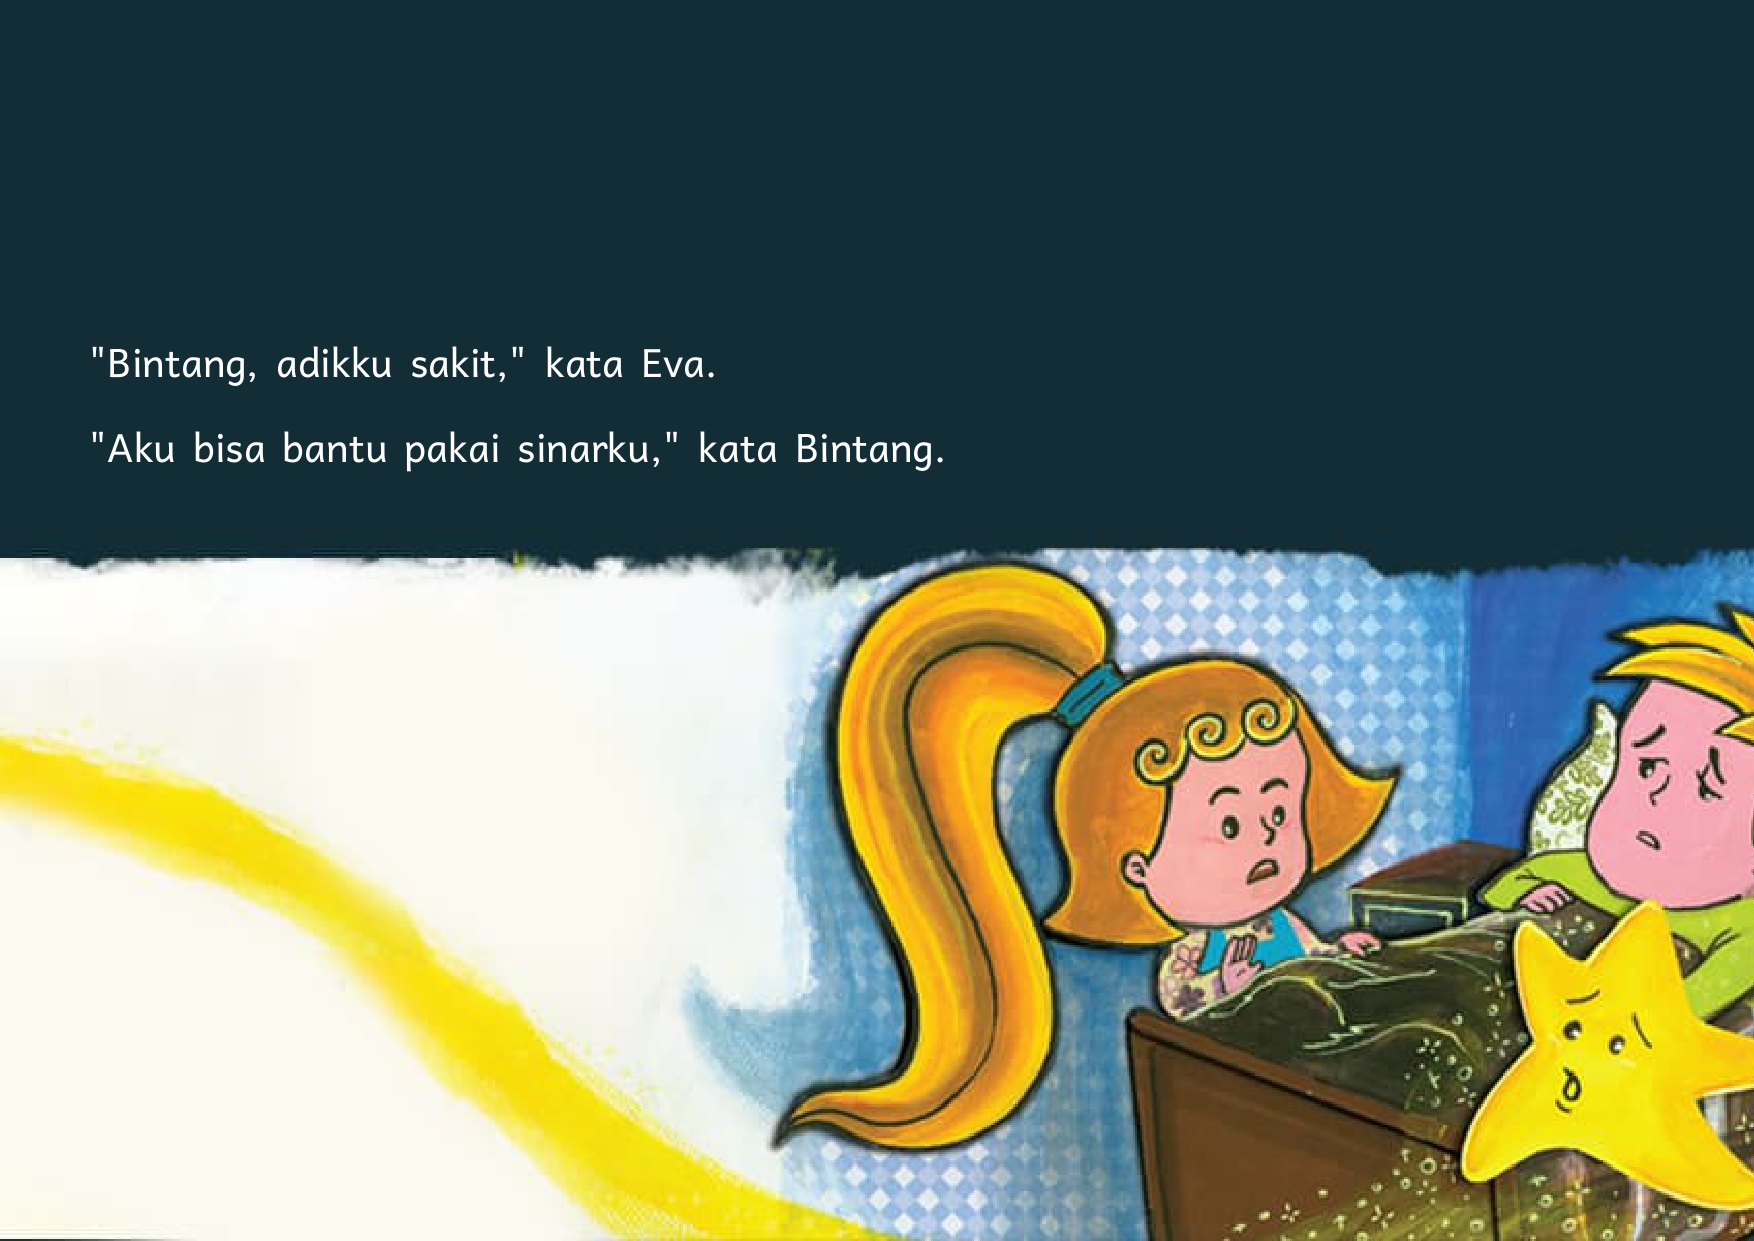 "Bintang, adikku sakit," kata Eva.
"Aku bisa bantu pakai sinarku," kata Bintang.